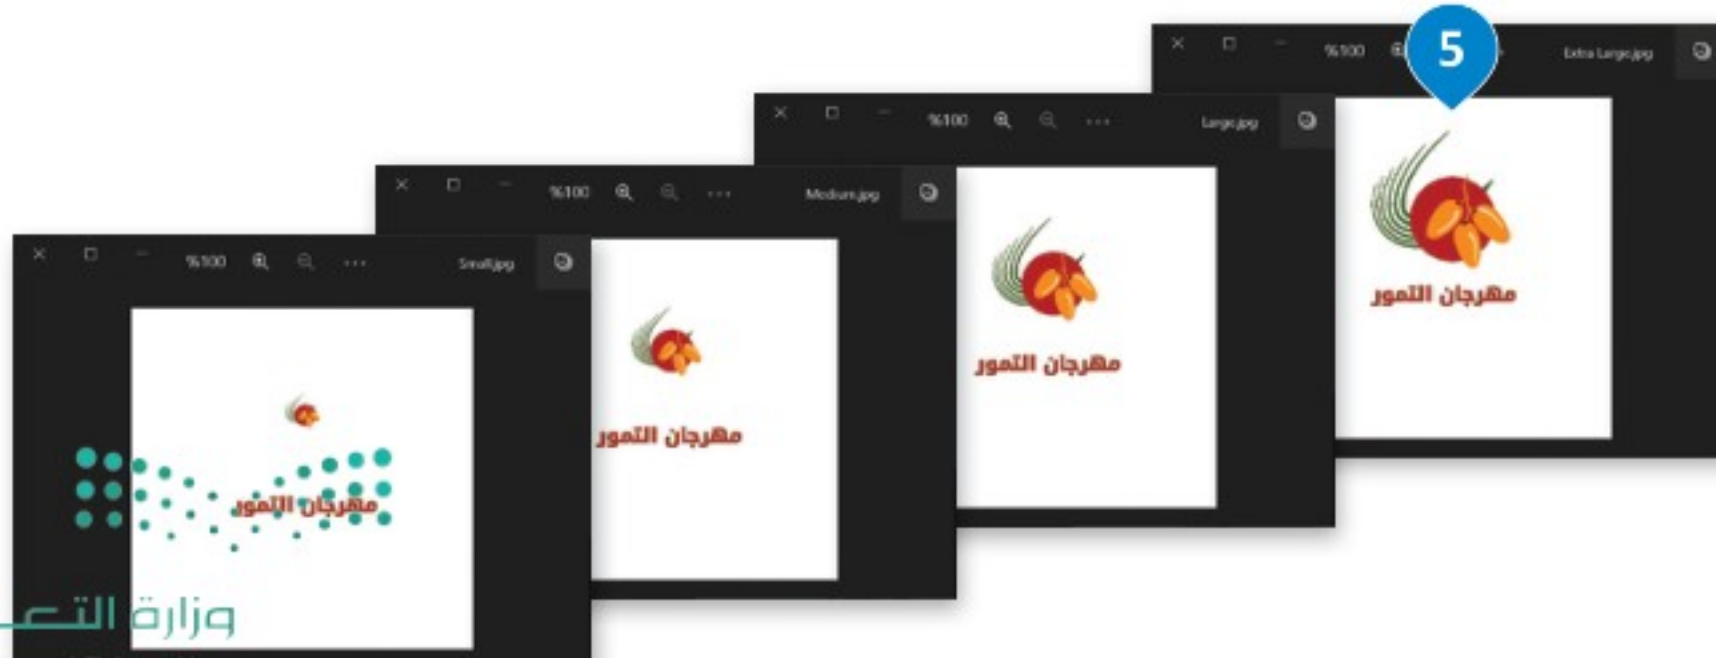 5
%100 Extra Large.jpg
%100 Large.jpg
%100 Medium.jpg
%100 Small.jpg
مهرجان التمور
مهرجان التمور
مهرجان التمور
مهرجان التمور
وزارة التعـ